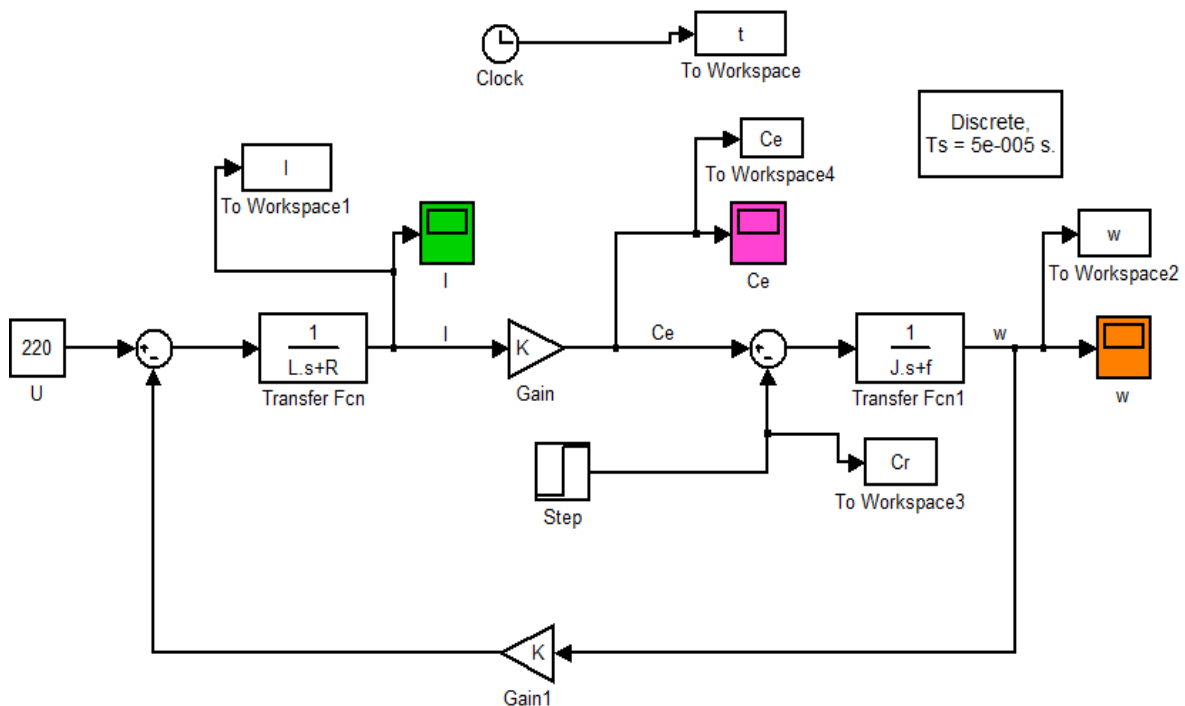 t
Clock
To Workspace
Discrete,
Ts = 5e-005 s.
I
To Workspace1
Ce
To Workspace4
w
To Workspace2
I
Ce
220
U
+
-
1
L.s+R
Transfer Fcn
I
K
Gain
Ce
+
-
1
J.s+f
Transfer Fcn1
w
w
Step
Cr
To Workspace3
K
Gain1